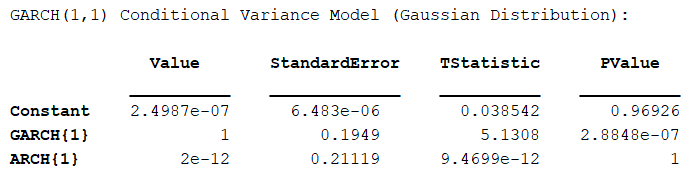 GARCH(1,1) Conditional Variance Model (Gaussian Distribution):
Value StandardError TStatistic PValue
Constant 2.4987e-07 6.483e-06 0.038542 0.96926
GARCH{1} 1 0.1949 5.1308 2.8848e-07
ARCH{1} 2e-12 0.21119 9.4699e-12 1